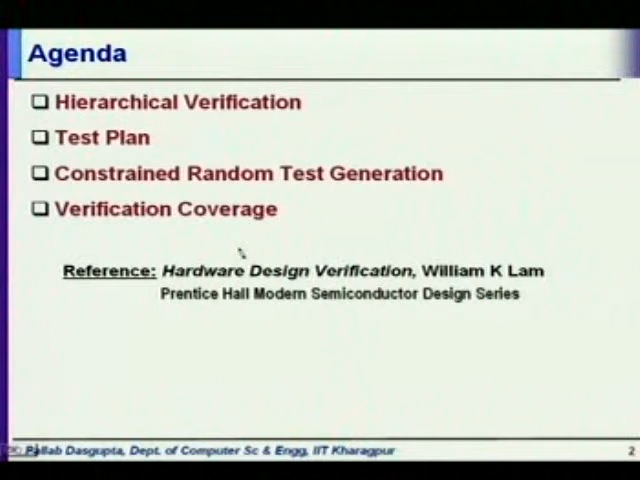 Agenda
Hierarchical Verification
Test Plan
Constrained Random Test Generation
Verification Coverage
Reference: Hardware Design Verification, William K Lam
Prentice Hall Modern Semiconductor Design Series
Pallab Dasgupta, Dept. of Computer Sc & Engg, IIT Kharagpur
2